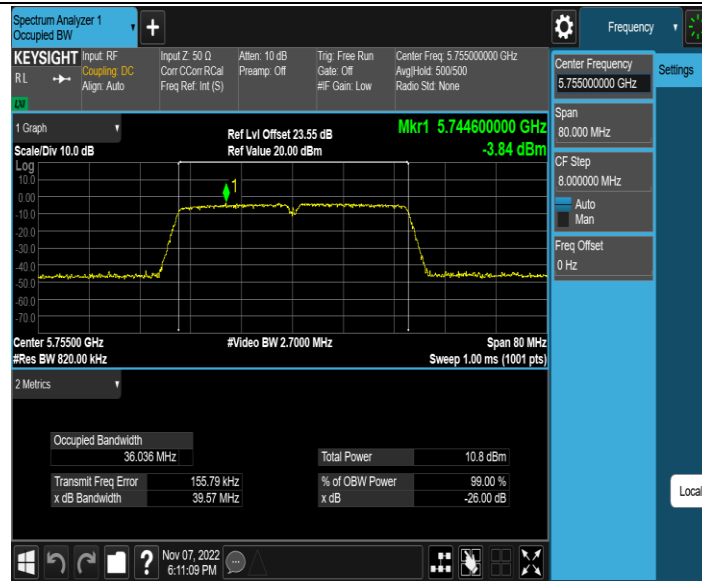 Spectrum Analyzer 1
Occupied BW
+
Frequency
KEYSIGHT
RL
LXI
Input: RF
Coupling: DC
Align: Auto
Input Z: 50 Ω
Corr CCorr RCal
Freq Ref: Int (S)
Atten: 10 dB
Preamp: Off
Trig: Free Run
Gate: Off
#IF Gain: Low
Center Freq: 5.755000000 GHz
Avg|Hold: 500/500
Radio Std: None
Center Frequency
5.755000000 GHz
Settings
Span
80.000 MHz
CF Step
8.000000 MHz
Auto
Man
Freq Offset
0 Hz
1 Graph
Scale/Div 10.0 dB
Ref Lvl Offset 23.55 dB
Ref Value 20.00 dBm
Mkr1 5.744600000 GHz
-3.84 dBm
Log
10.0
0.00
-10.0
-20.0
-30.0
-40.0
-50.0
-60.0
-70.0
1
Center 5.75500 GHz
#Res BW 820.00 kHz
#Video BW 2.7000 MHz
Span 80 MHz
Sweep 1.00 ms (1001 pts)
2 Metrics
Occupied Bandwidth
36.036 MHz
Total Power 10.8 dBm
Transmit Freq Error 155.79 kHz
% of OBW Power 99.00 %
x dB Bandwidth 39.57 MHz
x dB -26.00 dB
Local
?
Nov 07, 2022
6:11:09 PM